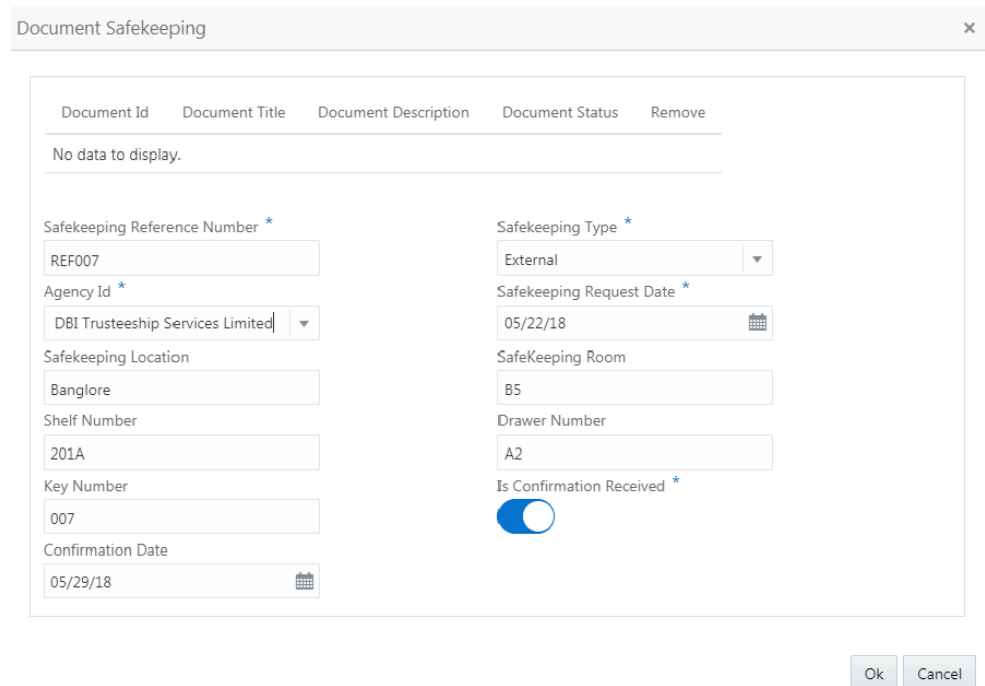 Document Safekeeping ×
Document Id Document Title Document Description Document Status Remove
No data to display.
Safekeeping Reference Number * Safekeeping Type *
REF007 External
Agency Id * Safekeeping Request Date *
DBI Trusteeship Services Limited 05/22/18
Safekeeping Location SafeKeeping Room
Banglore B5
Shelf Number Drawer Number
201A A2
Key Number Is Confirmation Received *
007
Confirmation Date
05/29/18
Ok Cancel